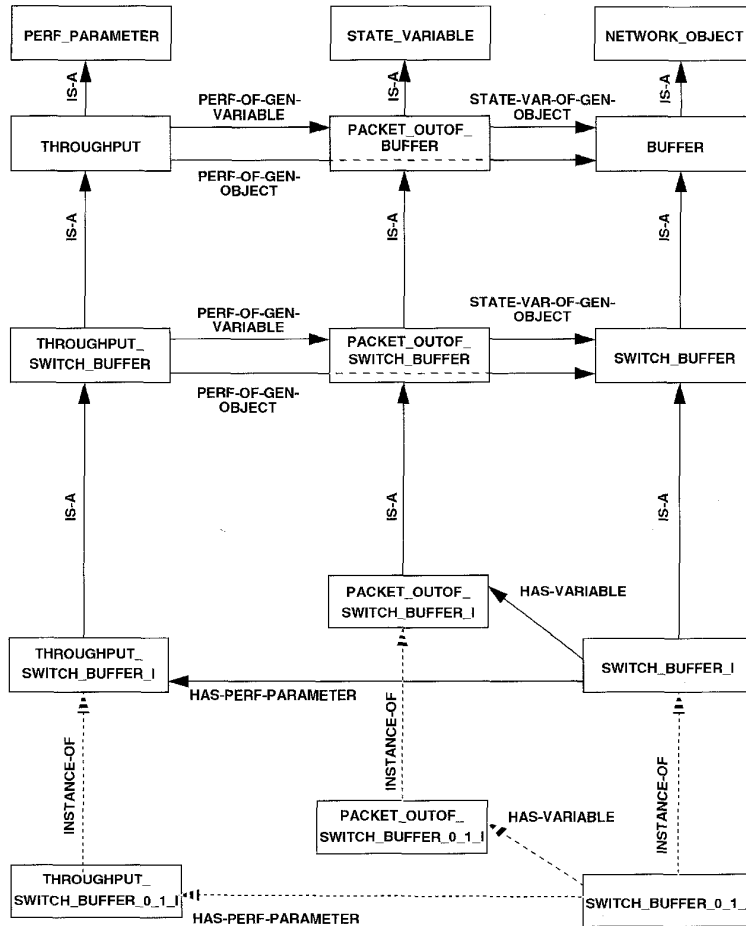 PERF_PARAMETER
STATE_VARIABLE
NETWORK_OBJECT
IS-A
IS-A
IS-A
PERF-OF-GEN-
VARIABLE
STATE-VAR-OF-GEN-
OBJECT
THROUGHPUT
PACKET_OUTOF_
BUFFER
BUFFER
PERF-OF-GEN-
OBJECT
IS-A
IS-A
IS-A
PERF-OF-GEN-
VARIABLE
STATE-VAR-OF-GEN-
OBJECT
THROUGHPUT_
SWITCH_BUFFER
PACKET_OUTOF_
SWITCH_BUFFER
SWITCH_BUFFER
PERF-OF-GEN-
OBJECT
IS-A
IS-A
IS-A
PACKET_OUTOF_
SWITCH_BUFFER_I
HAS-VARIABLE
THROUGHPUT_
SWITCH_BUFFER_I
SWITCH_BUFFER_I
HAS-PERF-PARAMETER
INSTANCE-OF
INSTANCE-OF
INSTANCE-OF
PACKET_OUTOF_
SWITCH_BUFFER_0_1_I
HAS-VARIABLE
THROUGHPUT_
SWITCH_BUFFER_0_1_I
SWITCH_BUFFER_0_1_
HAS-PERF-PARAMETER